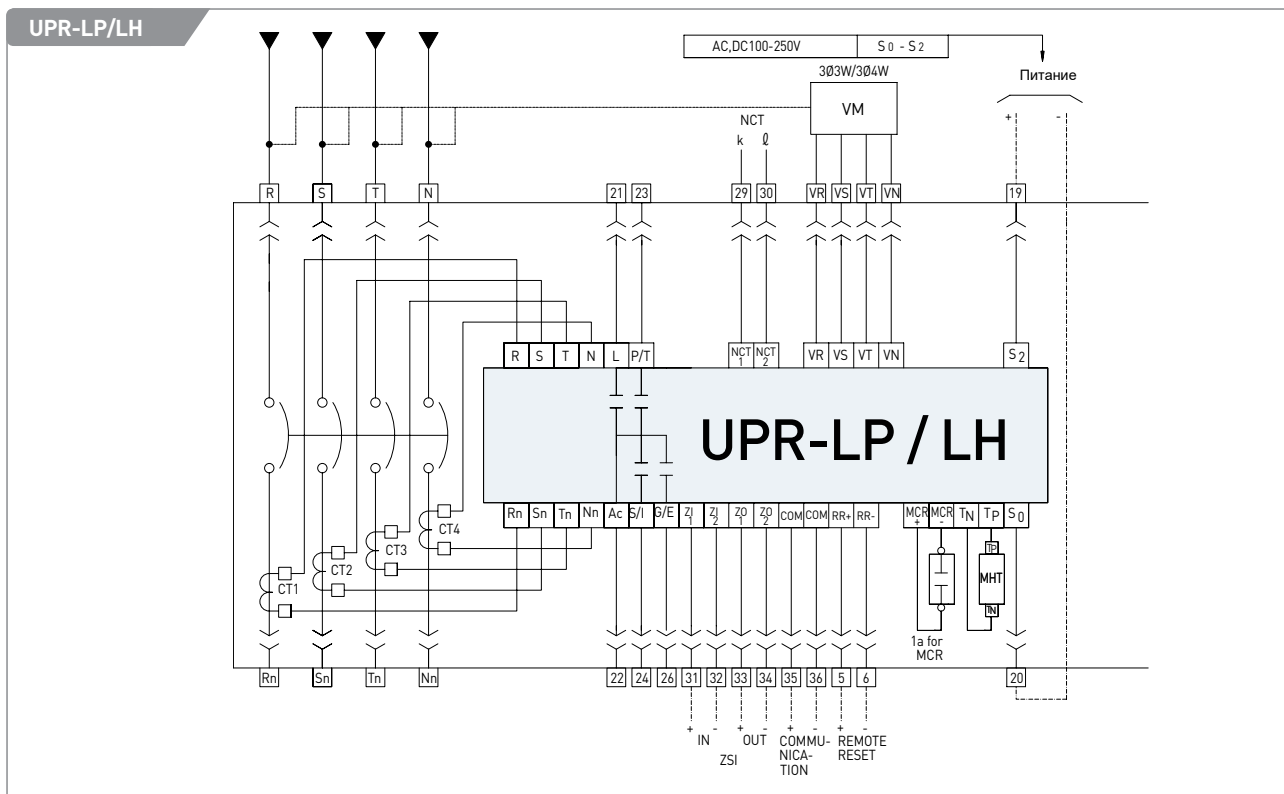 UPR-LP/LH
AC,DC100-250V S0 - S2
3Ø3W/3Ø4W
Питание
VM
NCT
k ℓ
+ -
R S T N 21 23 29 30 VR VS VT VN 19
R S T N L P/T NCT 1 NCT 2 VR VS VT VN S2
UPR-LP / LH
Rn Sn Tn Nn Ac S/I G/E ZI 1 ZI 2 ZO 1 ZO 2 COM COM RR+ RR- MCR + MCR - TN TP S0
CT4
CT3
CT2
CT1
TP
MHT
TN
1a for
MCR
Rn Sn Tn Nn 22 24 26 31 32 33 34 35 36 5 6 20
+ - + - + - + -
IN OUT COMMU- REMOTE
NICA- RESET
ZSI
TION